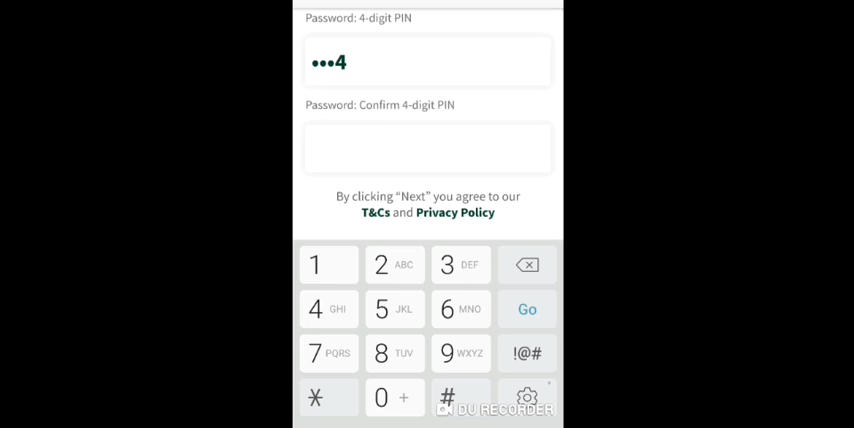 Password: 4-digit PIN
•••4
Password: Confirm 4-digit PIN
By clicking “Next” you agree to our
T&Cs and Privacy Policy
1 2 ABC 3 DEF
4 GHI 5 JKL 6 MNO Go
7 PQRS 8 TUV 9 WXYZ !@#
* 0 + #
DU RECORDER